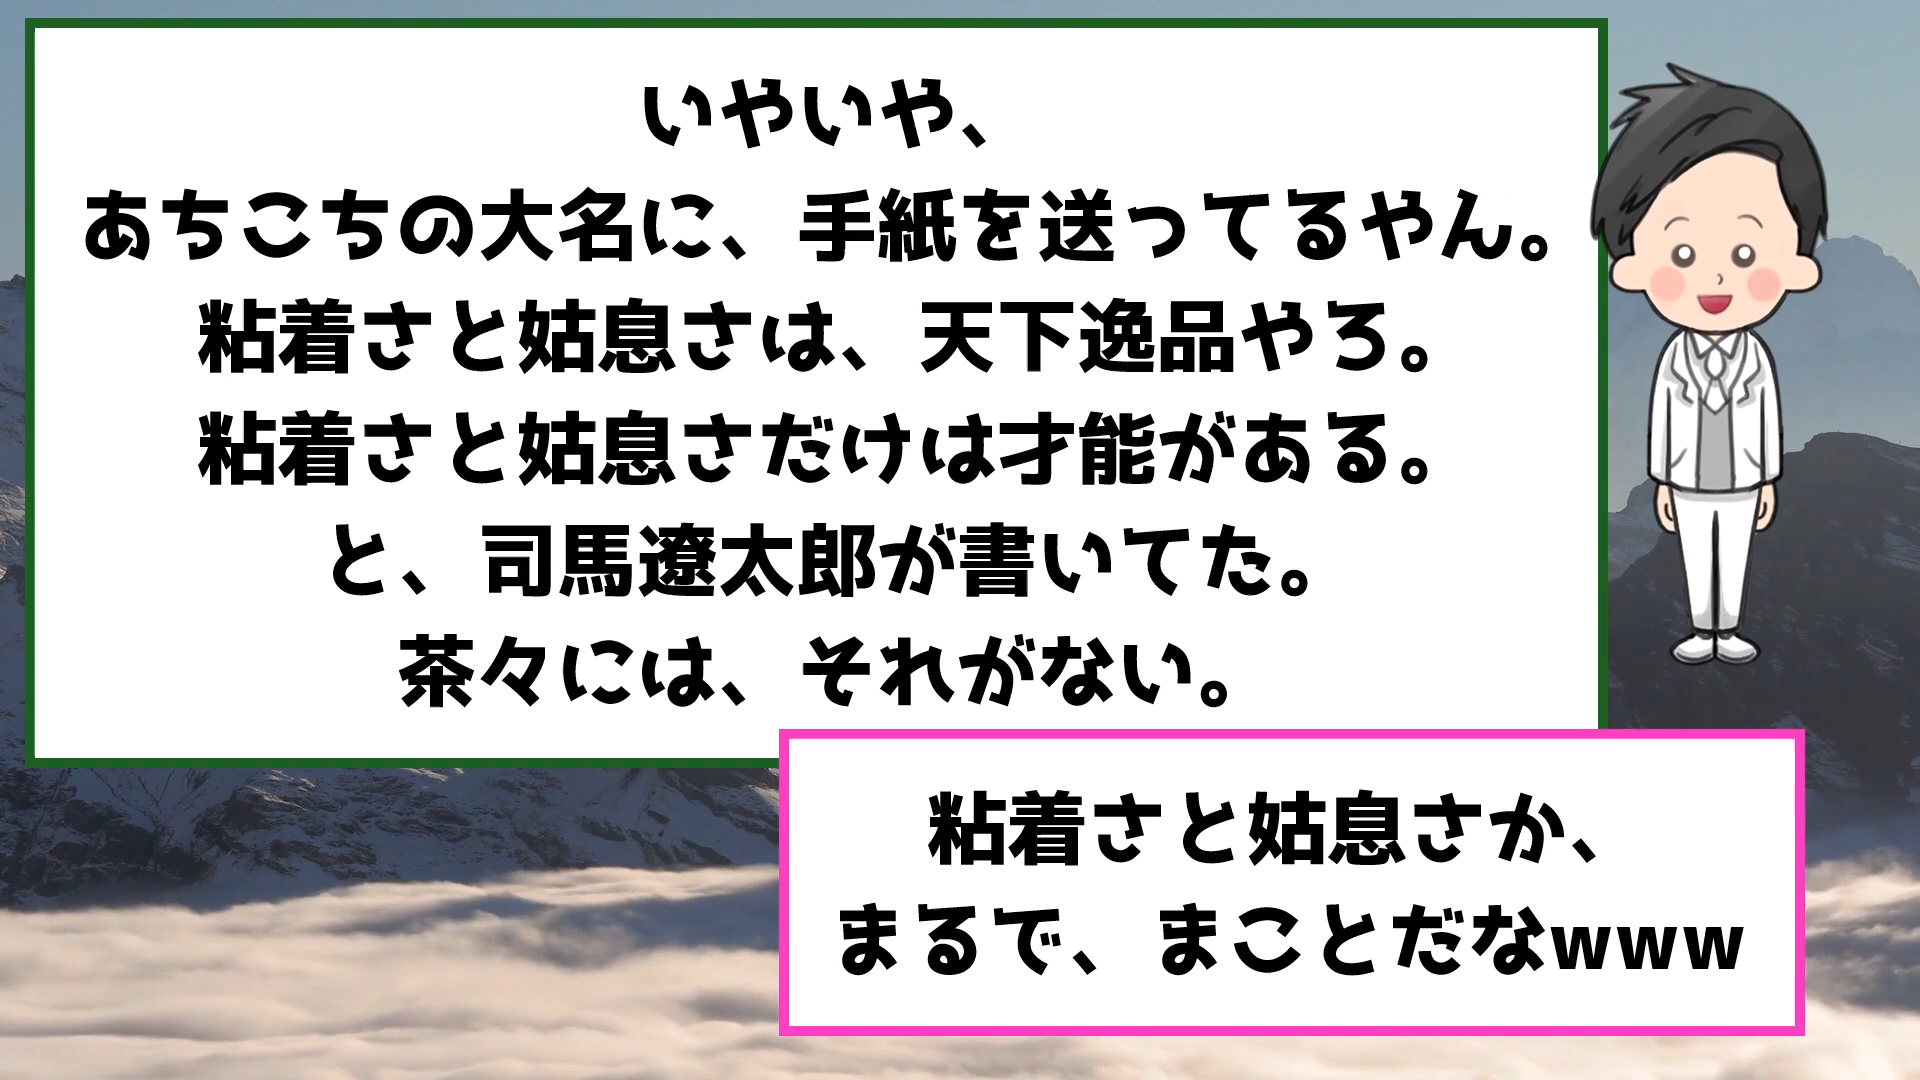 いやいや、
あちこちの大名に、手紙を送ってるやん。
粘着さと姑息さは、天下逸品やろ。
粘着さと姑息さだけは才能がある。
と、司馬遼太郎が書いてた。
茶々には、それがない。
粘着さと姑息さか、
まるで、まことだなwww